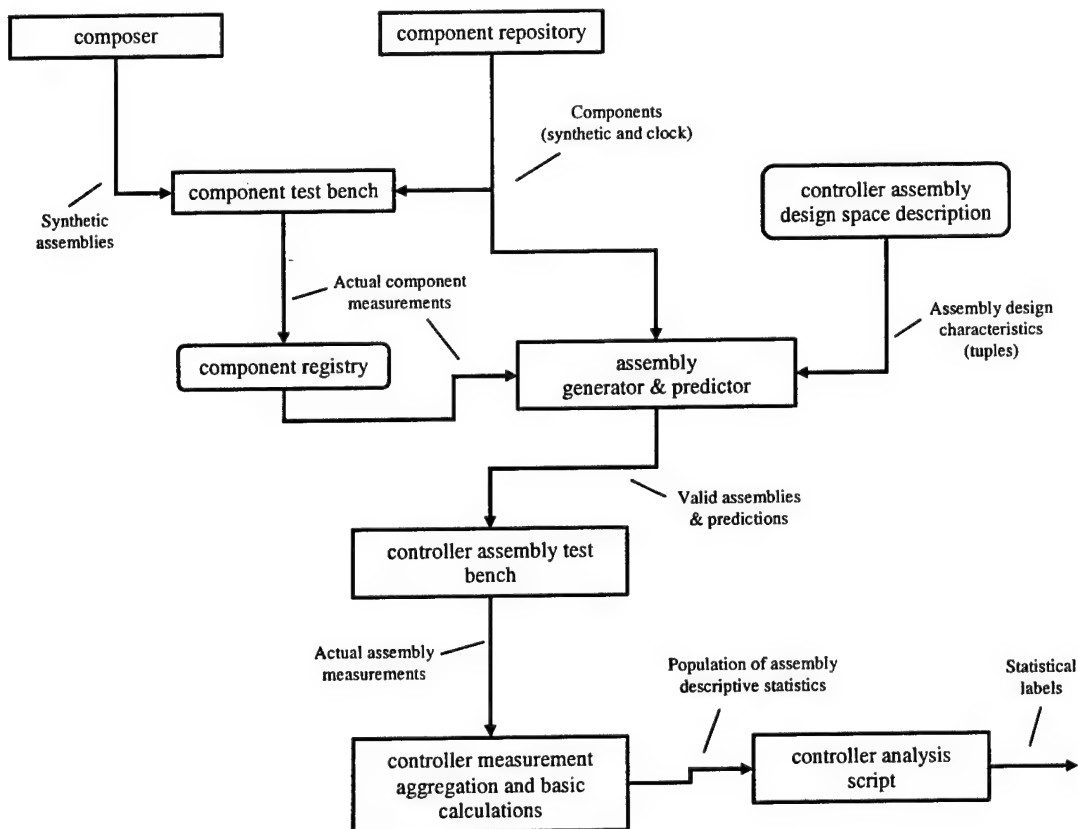 composer
component repository
Components
(synthetic and clock)
component test bench
controller assembly
design space description
Synthetic
assemblies
Actual component
measurements
Assembly design
characteristics
(tuples)
component registry
assembly
generator & predictor
Valid assemblies
& predictions
controller assembly test
bench
Actual assembly
measurements
Population of assembly
descriptive statistics
Statistical
labels
controller measurement
aggregation and basic
calculations
controller analysis
script